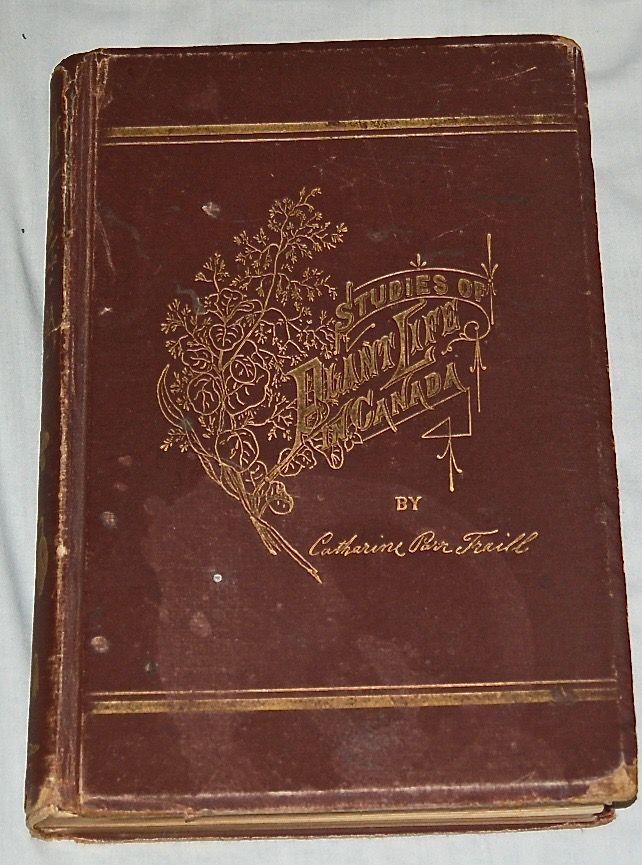 STUDIES OF
PLANT LIFE
IN CANADA
BY
Catharine Parr Traill